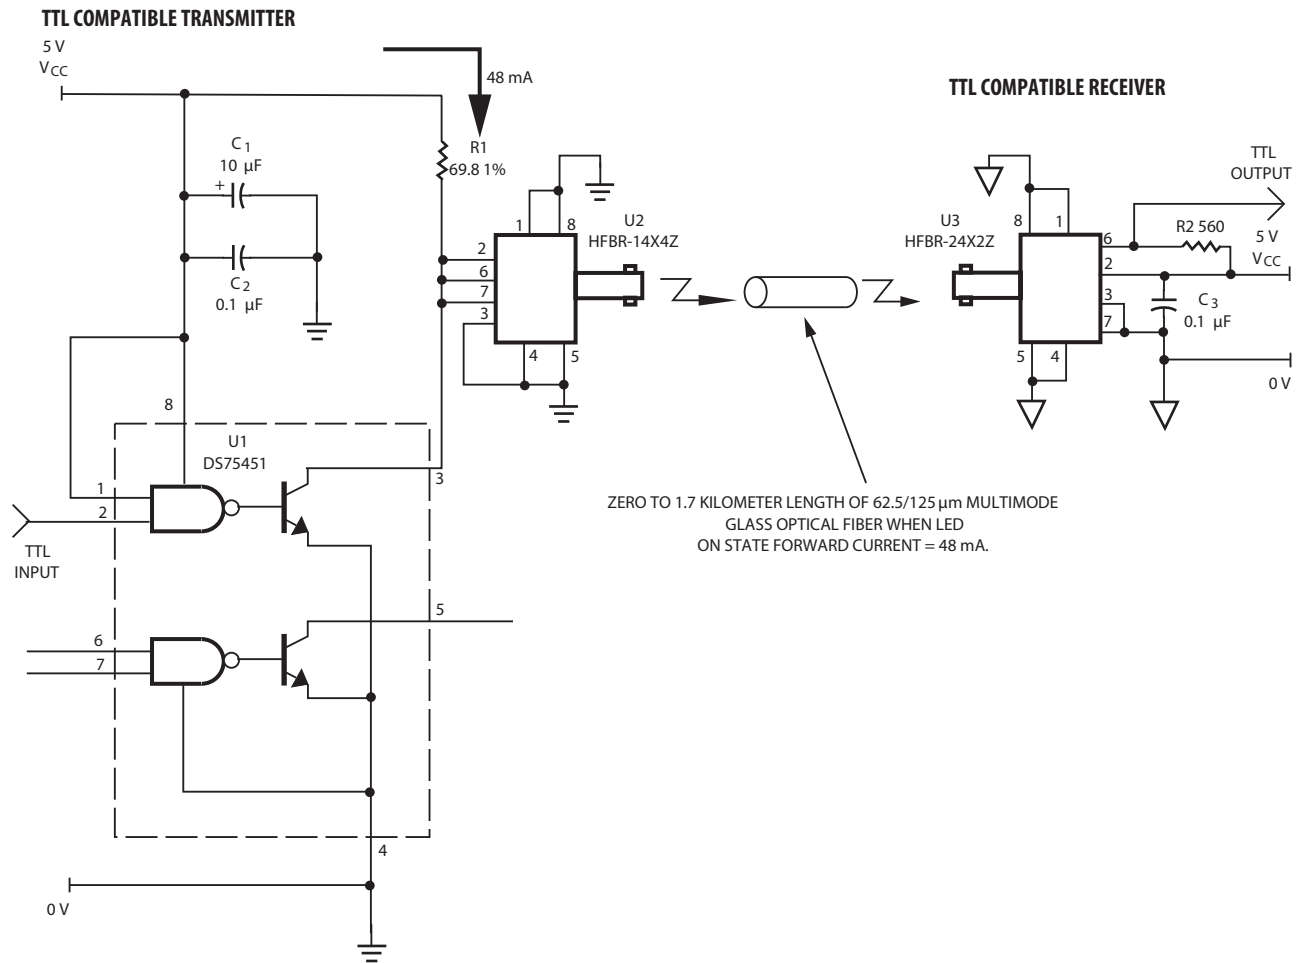 TTL COMPATIBLE TRANSMITTER
5 V
VCC
48 mA
R1
69.8 1%
C1
10 µF
+
C2
0.1 µF
1
8
2
6
7
3
4
5
U2
HFBR-14X4Z
TTL COMPATIBLE RECEIVER
U3
HFBR-24X2Z
8
1
6
2
3
7
5
4
TTL
OUTPUT
R2 560
5 V
VCC
C3
0.1 µF
0 V
8
U1
DS75451
1
2
3
TTL
INPUT
5
6
7
4
0 V
ZERO TO 1.7 KILOMETER LENGTH OF 62.5/125 µm MULTIMODE
GLASS OPTICAL FIBER WHEN LED
ON STATE FORWARD CURRENT = 48 mA.